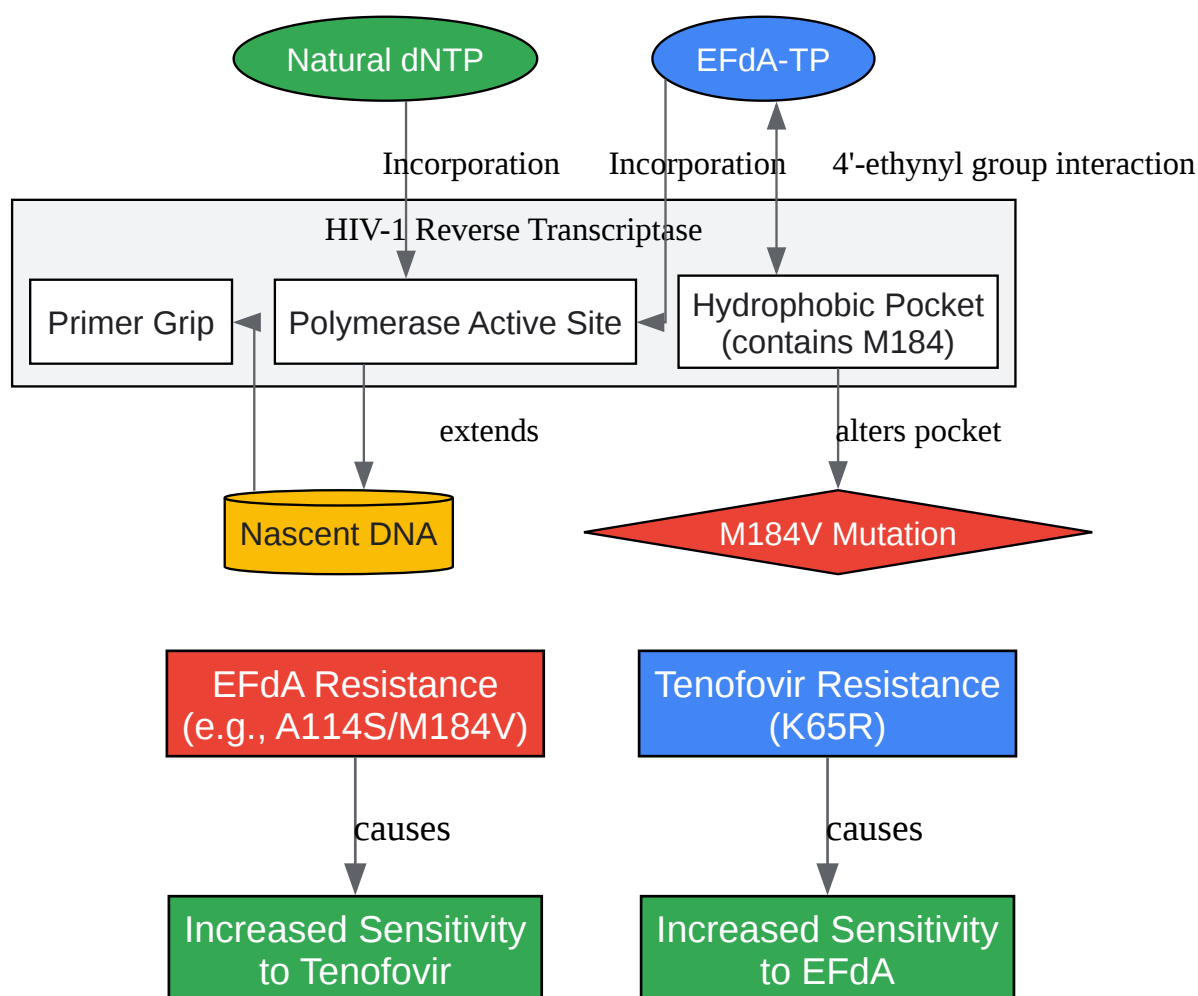 Natural dNTP
EFdA-TP
Incorporation
Incorporation
4'-ethynyl group interaction
HIV-1 Reverse Transcriptase
Primer Grip
Polymerase Active Site
Hydrophobic Pocket
(contains M184)
extends
alters pocket
Nascent DNA
M184V Mutation
EFdA Resistance
(e.g., A114S/M184V)
Tenofovir Resistance
(K65R)
causes
causes
Increased Sensitivity
to Tenofovir
Increased Sensitivity
to EFdA